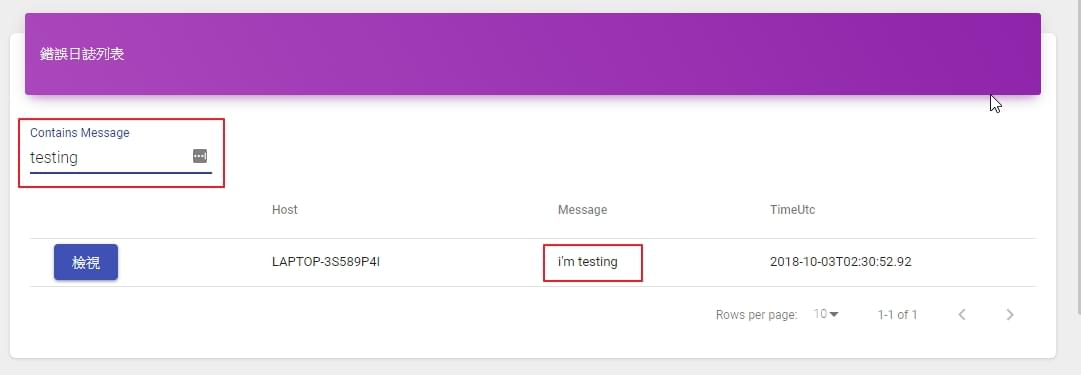 錯誤日誌列表
Contains Message
testing
Host Message TimeUtc
檢視 LAPTOP-3S589P4I i'm testing 2018-10-03T02:30:52.92
Rows per page: 10 1-1 of 1